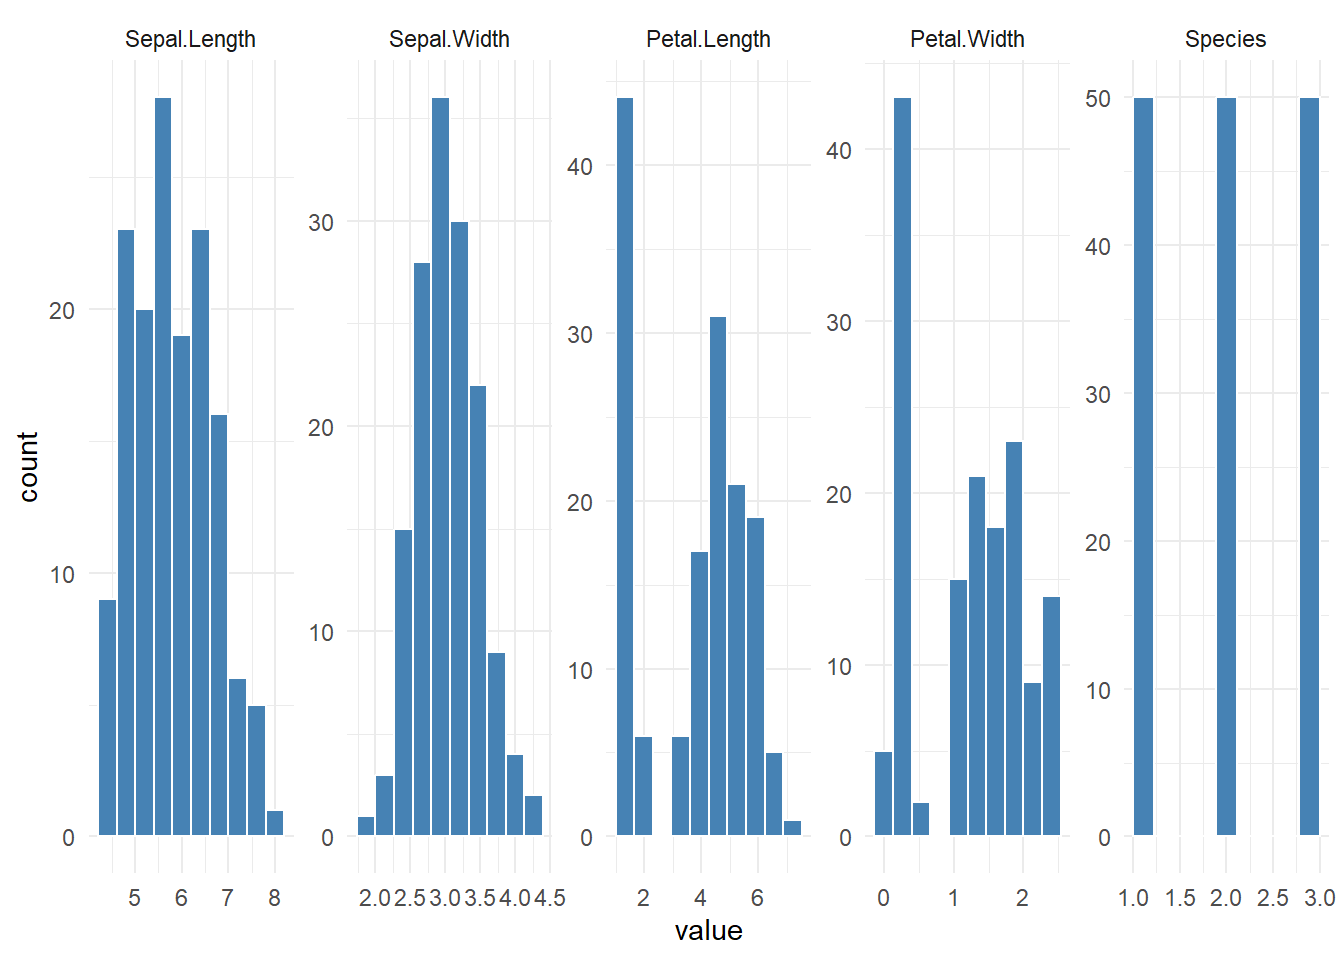 Sepal.Length Sepal.Width Petal.Length Petal.Width Species
count
0 10 20
0 10 20 30
0 10 20 30 40
0 10 20 30 40
0 10 20 30 40 50
5 6 7 8
2.0 2.5 3.0 3.5 4.0 4.5
2 4 6
0 1 2
1.0 1.5 2.0 2.5 3.0
value